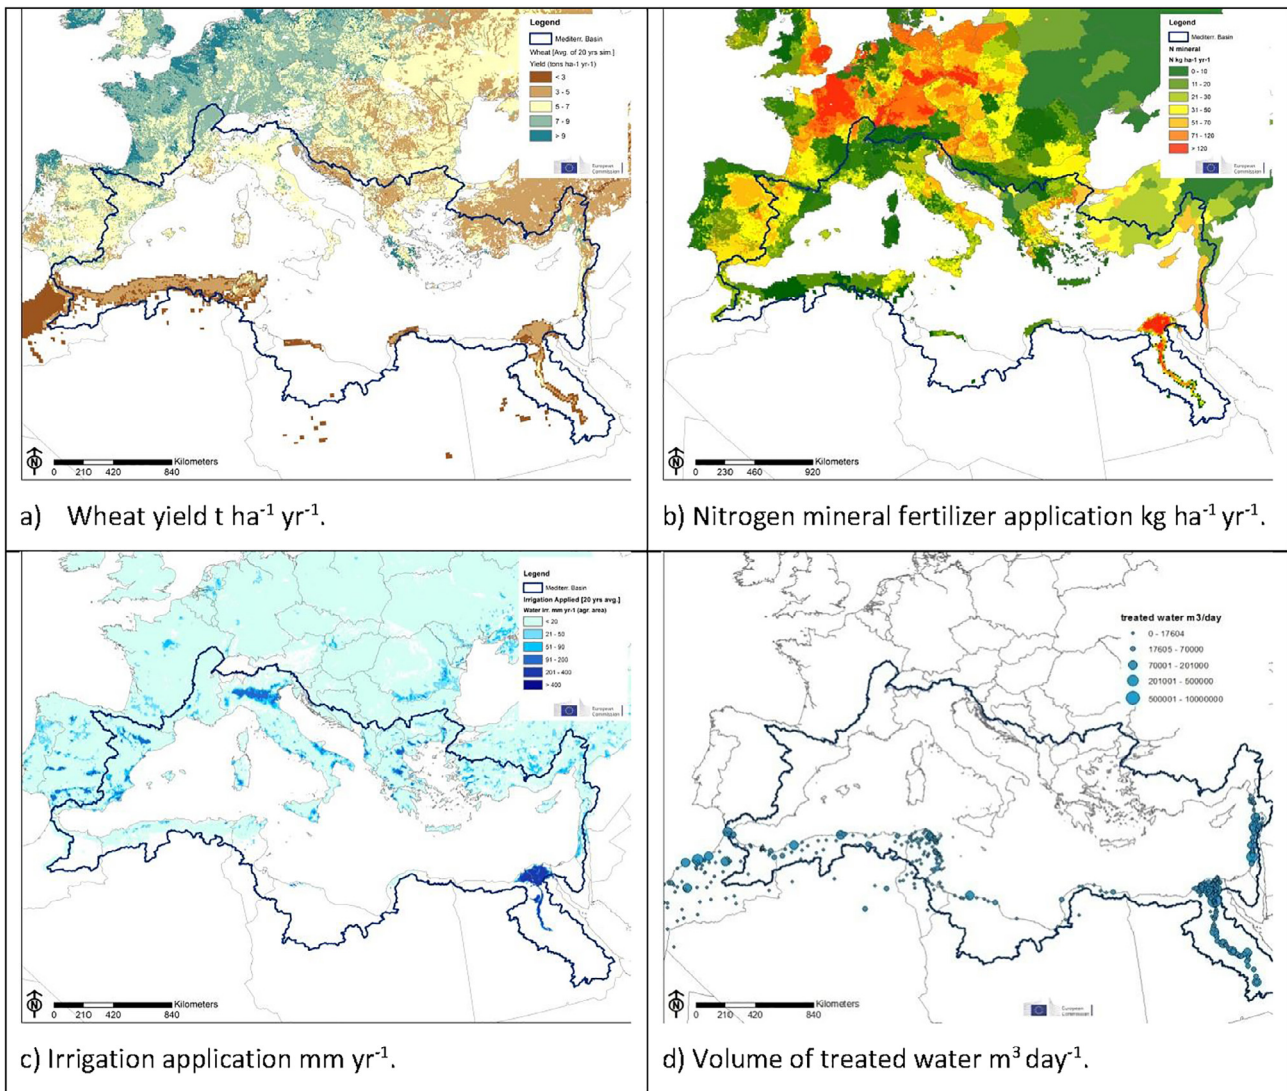 Legend
Mediterr. Basin
Wheat [Avg. of 20 yrs sim ]
Yield (tons ha-1 yr-1)
< 3
3 - 5
5 - 7
7 - 9
> 9
European
Commission
N
Kilometers
0 210 420 840
a) Wheat yield t ha⁻¹ yr⁻¹.
Legend
Mediterr. Basin
N mineral
N kg ha-1 yr-1
0 - 10
11 - 20
21 - 30
31 - 50
51 - 70
71 - 120
> 120
European
Commission
N
Kilometers
0 230 460 920
b) Nitrogen mineral fertilizer application kg ha⁻¹ yr⁻¹.
Legend
Mediterr. Basin
Irrigation Applied [20 yrs avg.]
Water irr. mm yr-1 (agr. area)
< 20
21 - 50
51 - 90
91 - 200
201 - 400
> 400
European
Commission
N
Kilometers
0 210 420 840
c) Irrigation application mm yr⁻¹.
treated water m3/day
0 - 17604
17605 - 70000
70001 - 201000
201001 - 500000
500001 - 10000000
European
Commission
N
Kilometers
0 210 420 840
d) Volume of treated water m³ day⁻¹.